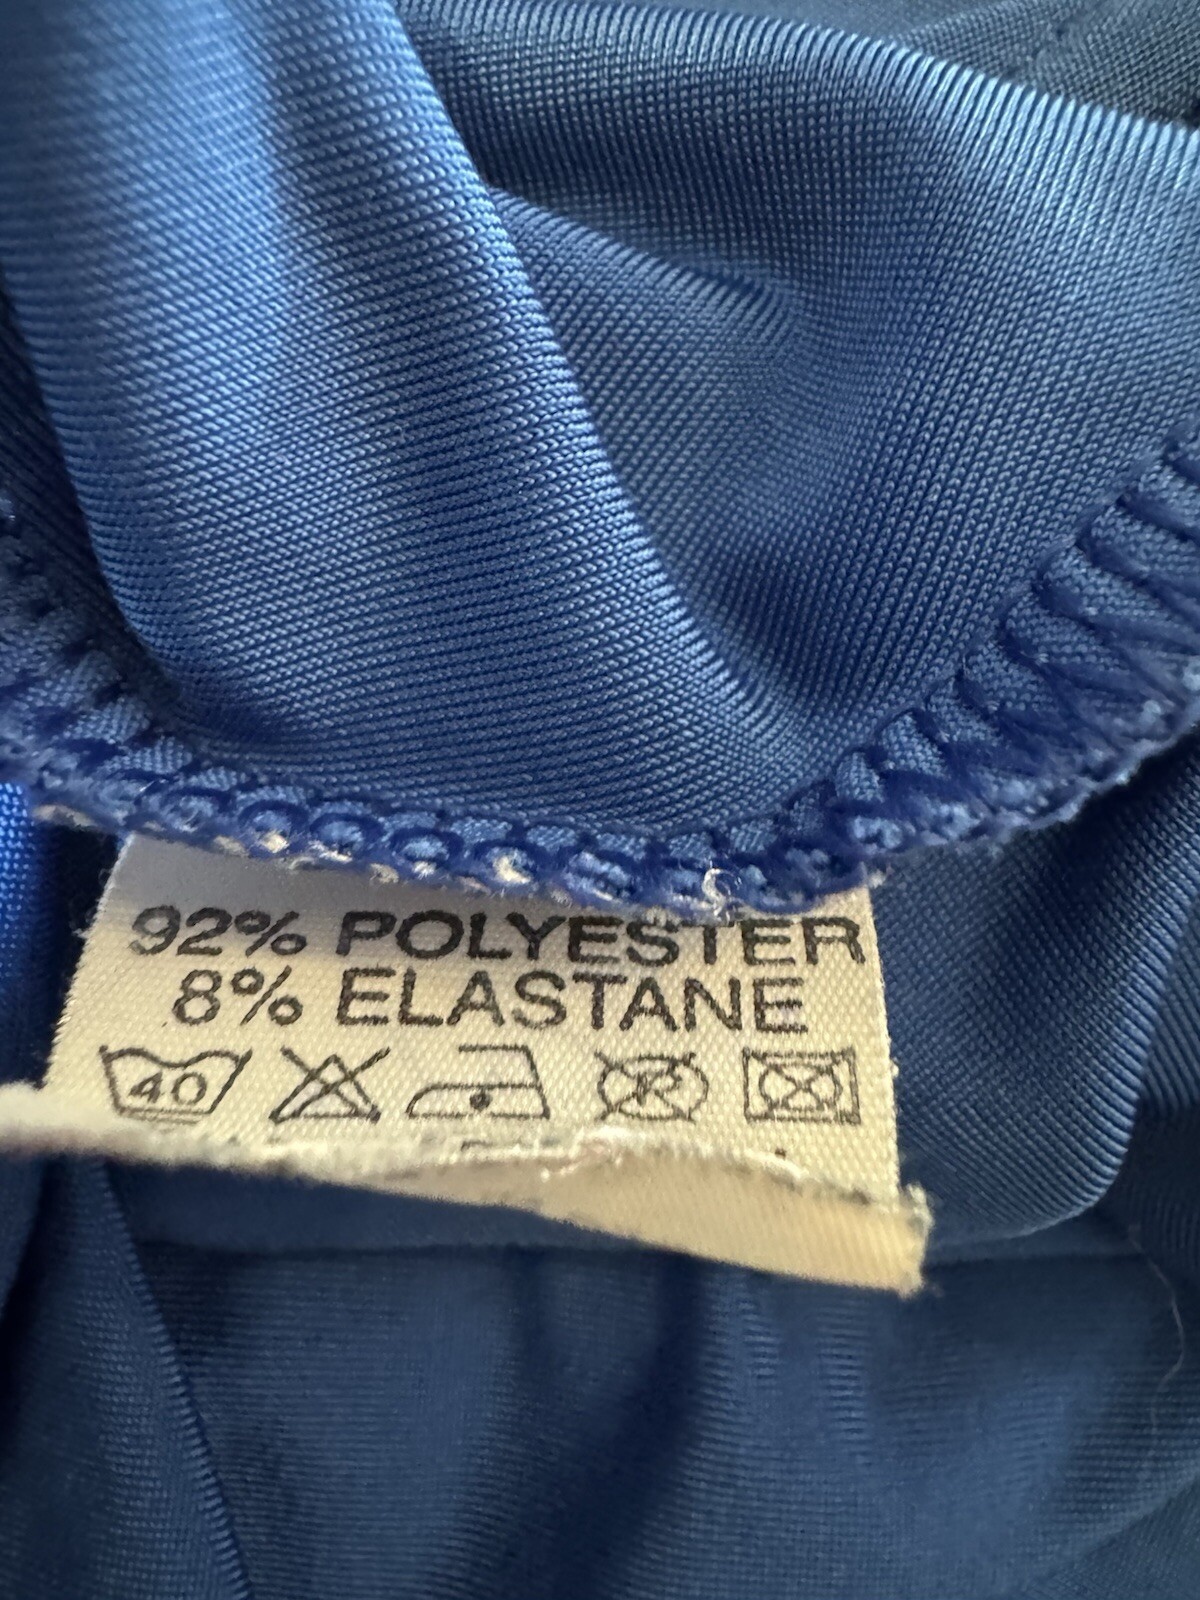 92% POLYESTER
8% ELASTANE
40 P